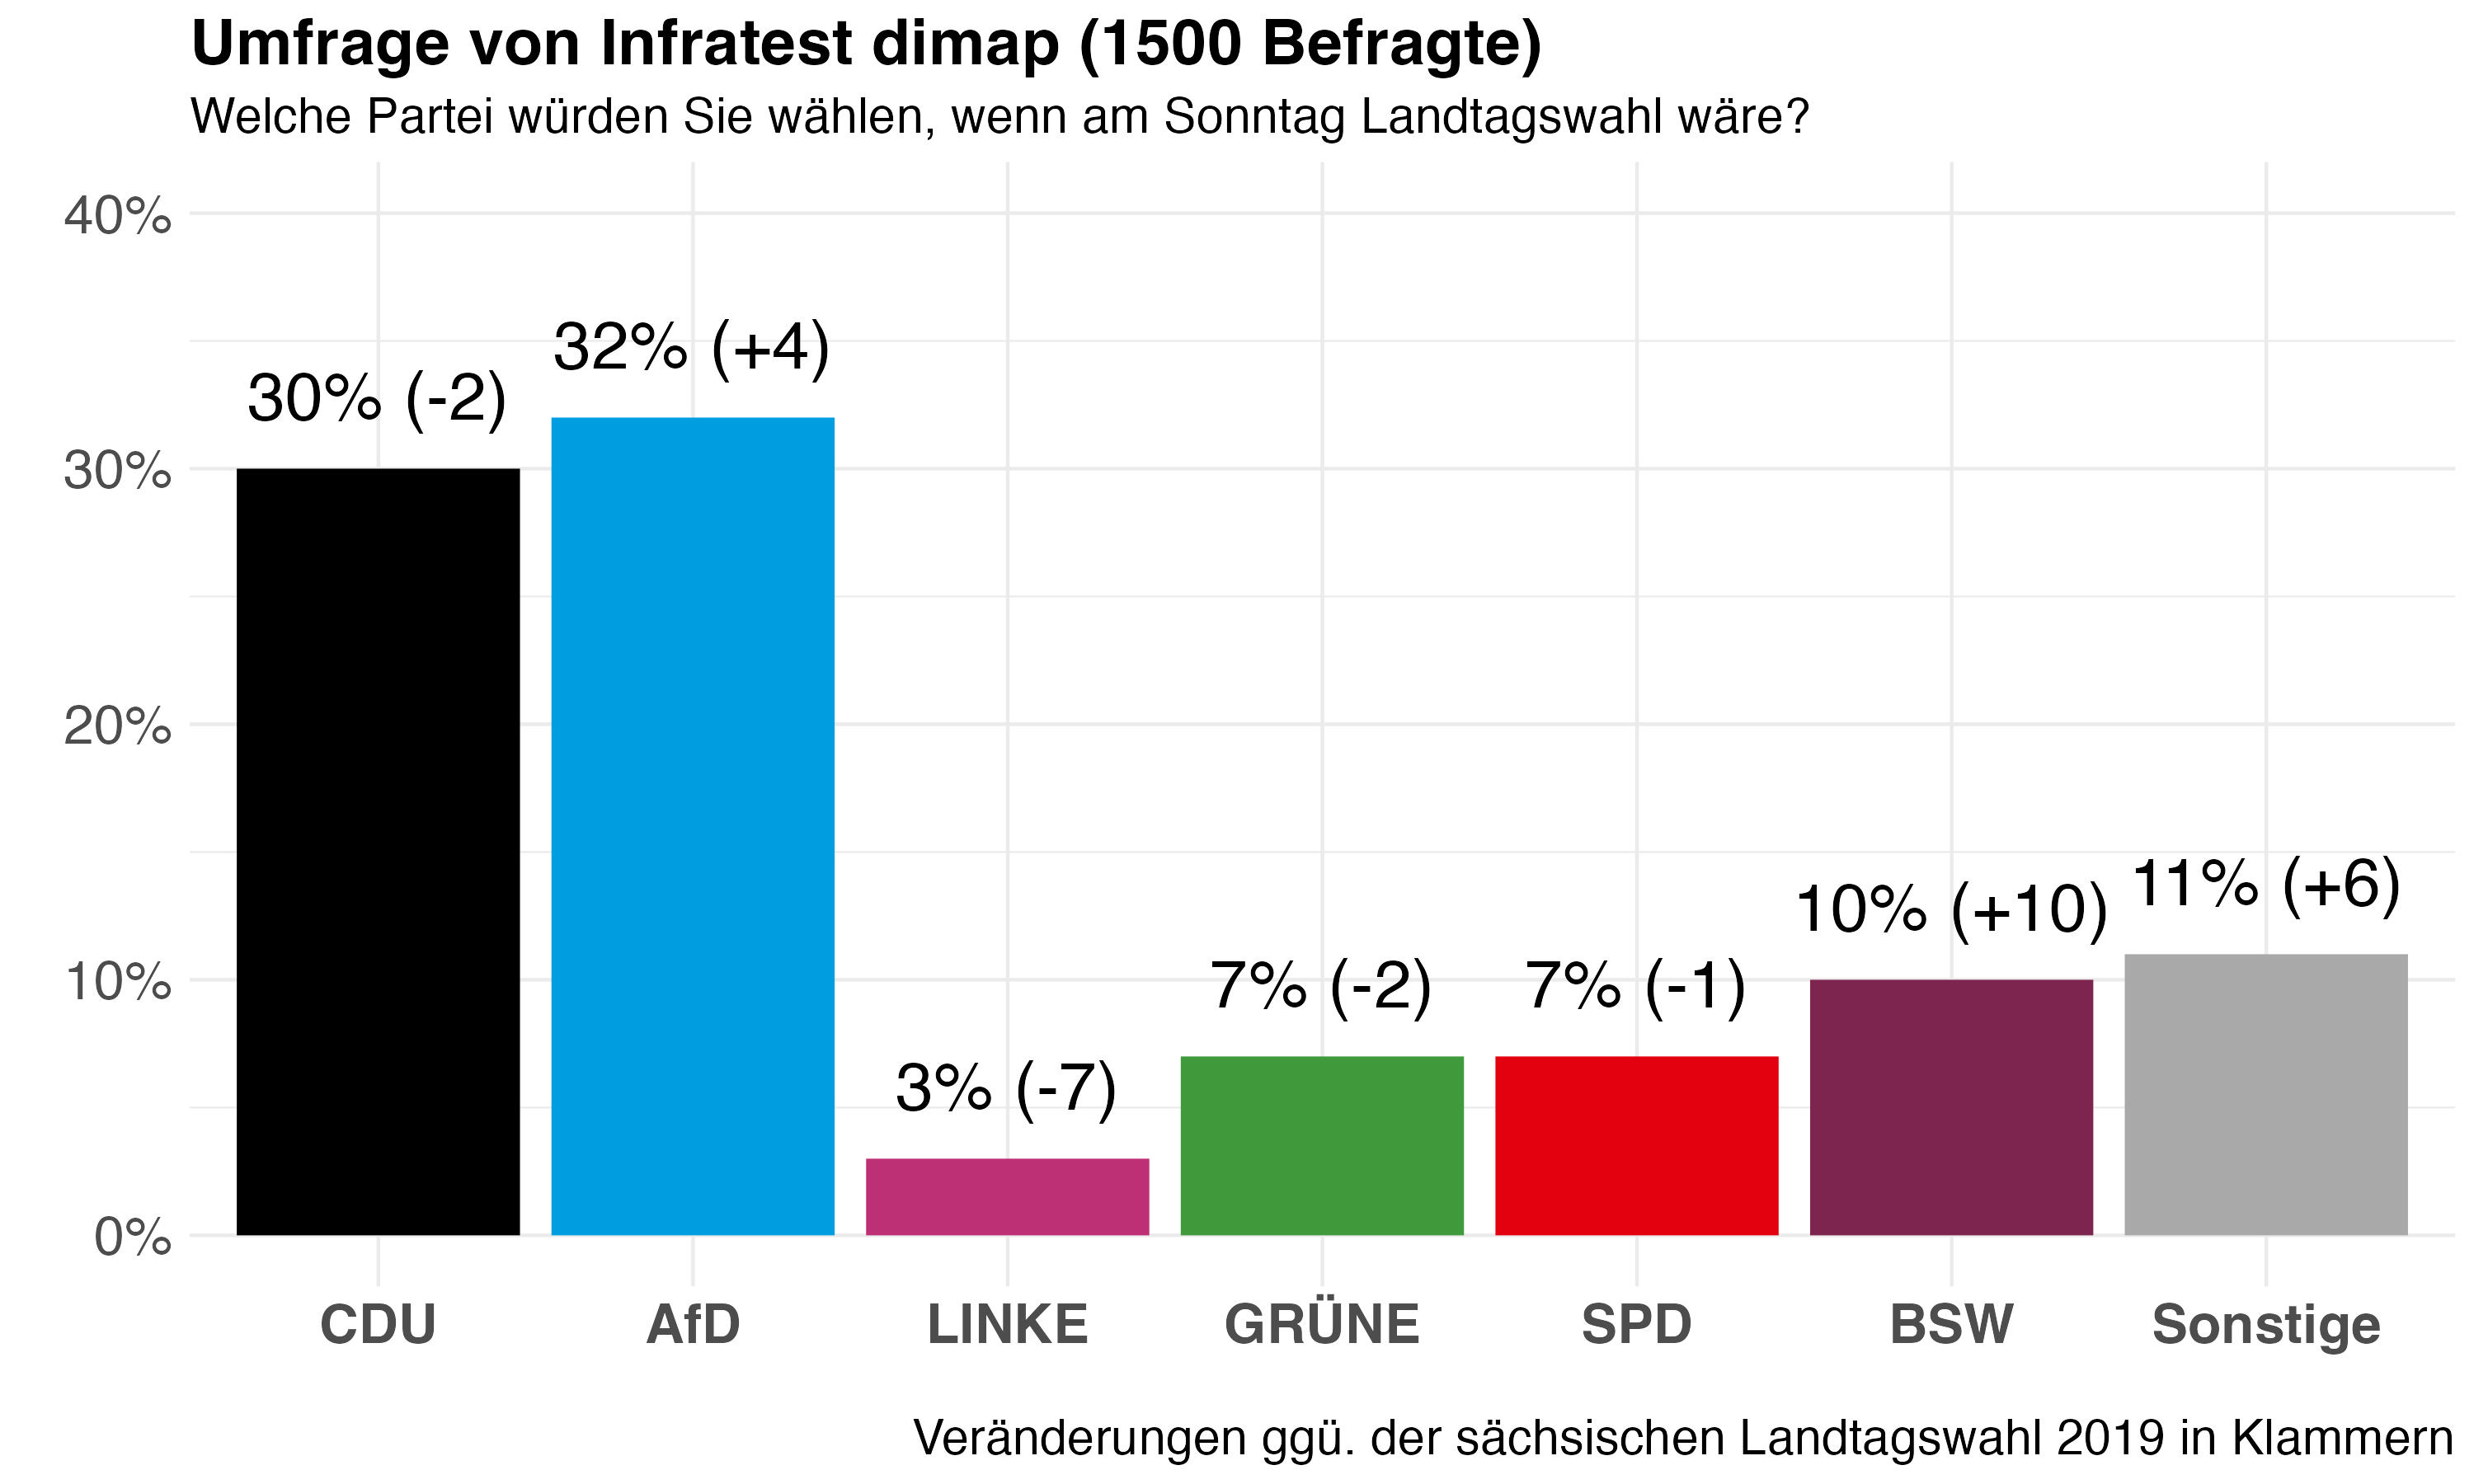 Umfrage von Infratest dimap (1500 Befragte)
Welche Partei würden Sie wählen, wenn am Sonntag Landtagswahl wäre?
40%
30%
20%
10%
0%
30% (-2)
32% (+4)
3% (-7)
7% (-2)
7% (-1)
10% (+10)
11% (+6)
CDU
AfD
LINKE
GRÜNE
SPD
BSW
Sonstige
Veränderungen ggü. der sächsischen Landtagswahl 2019 in Klammern